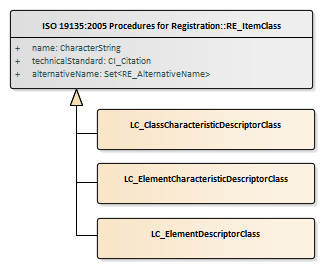 ISO 19135:2005 Procedures for Registration::RE_ItemClass
+ name: CharacterString
+ technicalStandard: CI_Citation
+ alternativeName: Set<RE_AlternativeName>
LC_ClassCharacteristicDescriptorClass
LC_ElementCharacteristicDescriptorClass
LC_ElementDescriptorClass